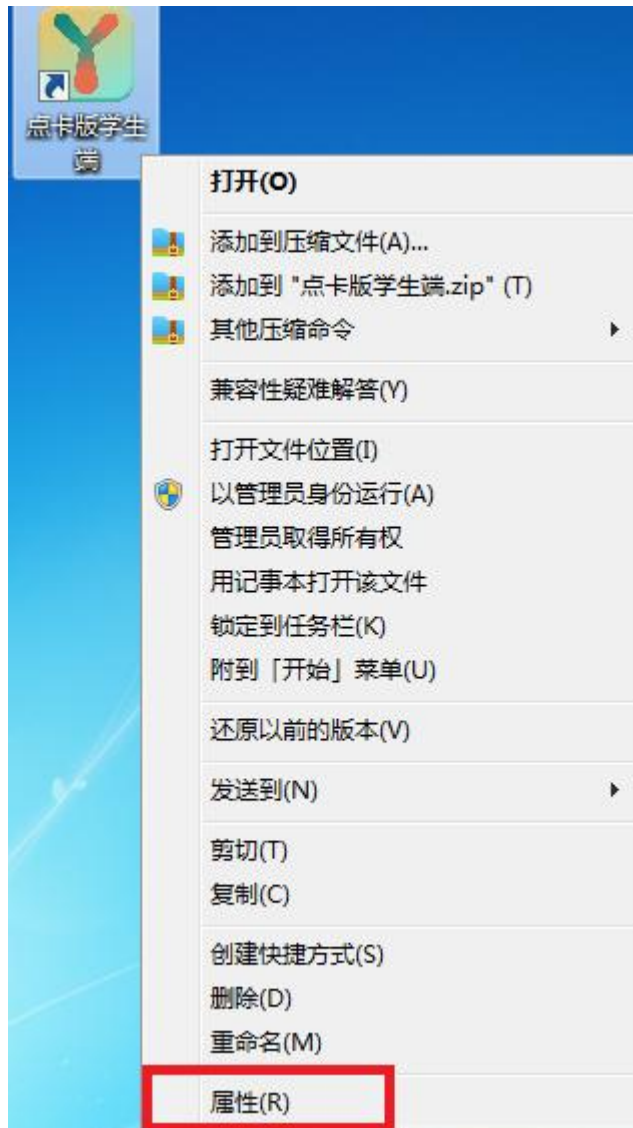 点卡版学生
端
打开(O)
添加到压缩文件(A)...
添加到 "点卡版学生端.zip" (T)
其他压缩命令
兼容性疑难解答(Y)
打开文件位置(I)
以管理员身份运行(A)
管理员取得所有权
用记事本打开该文件
锁定到任务栏(K)
附到「开始」菜单(U)
还原以前的版本(V)
发送到(N)
剪切(T)
复制(C)
创建快捷方式(S)
删除(D)
重命名(M)
属性(R)